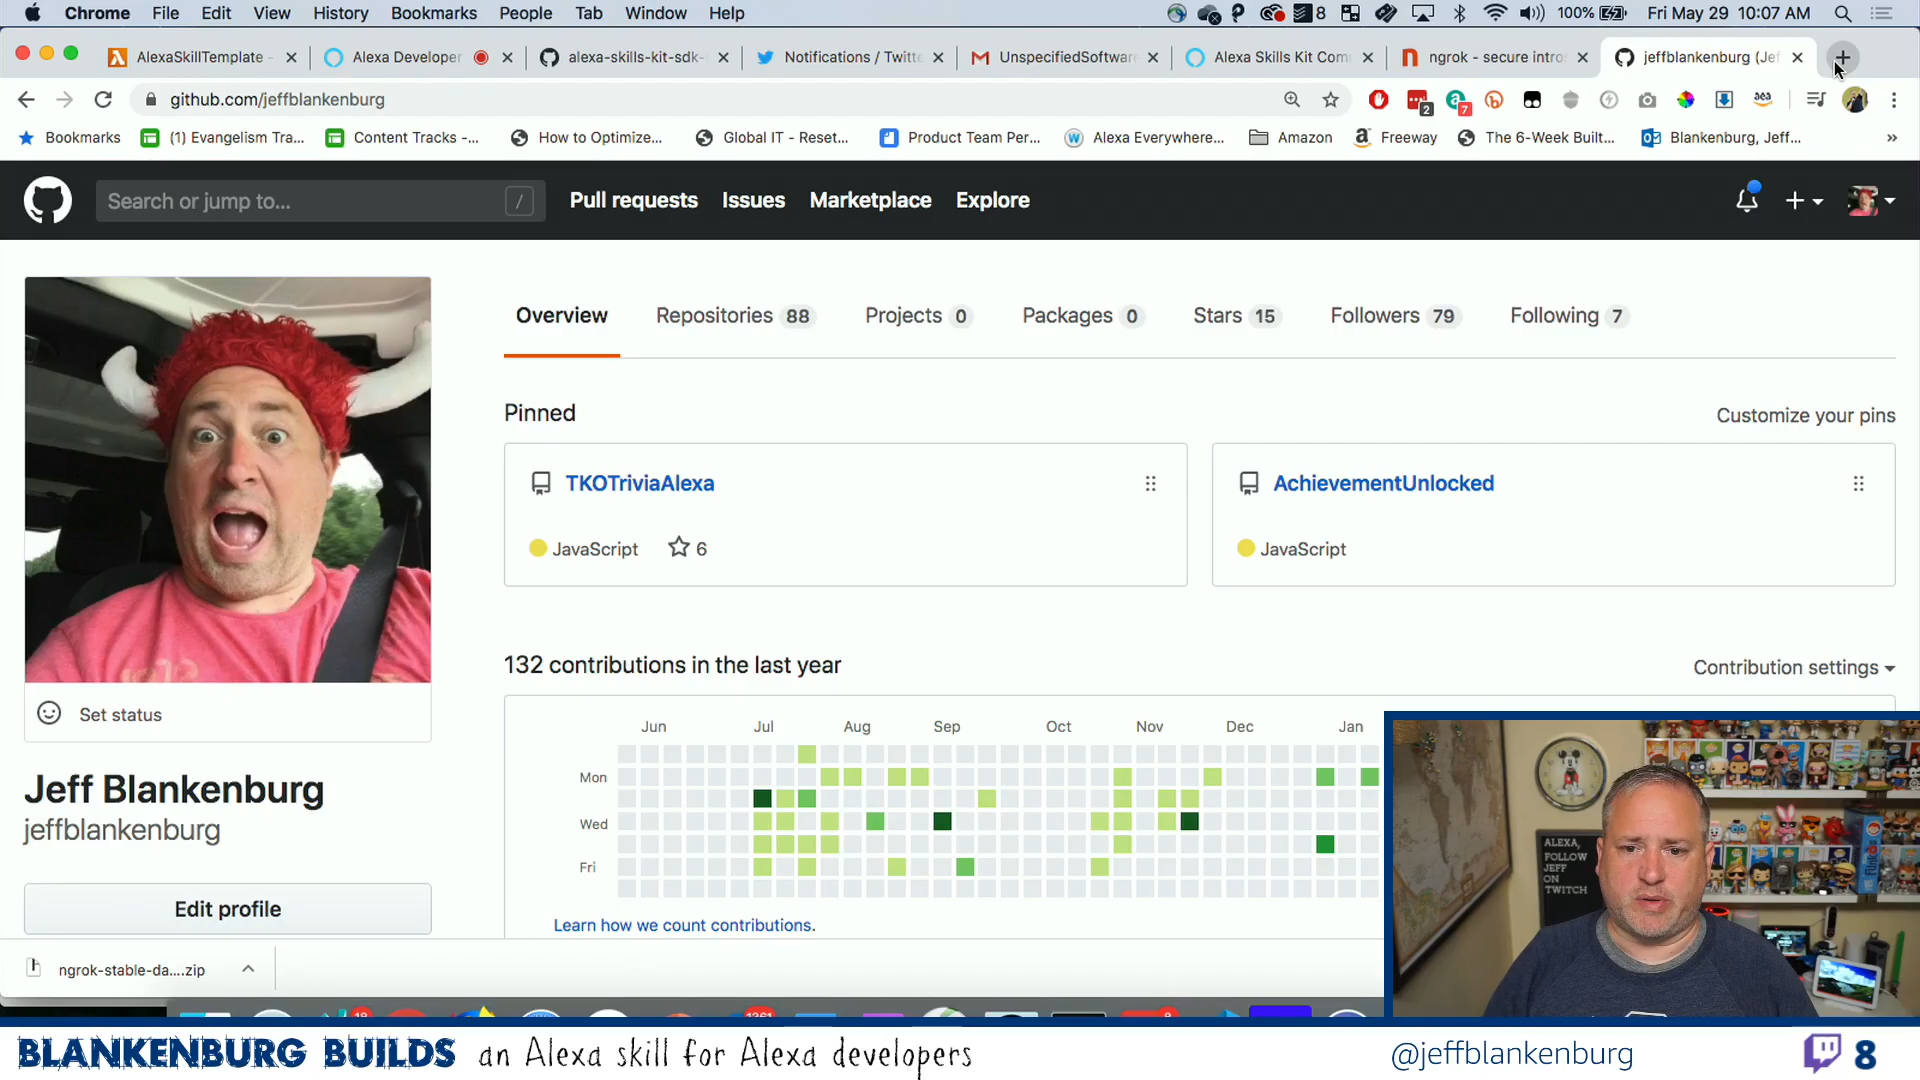 Chrome File Edit View History Bookmarks People Tab Window Help 8 100% Fri May 29 10:07 AM
AlexaSkillTemplate - Alexa Developer alexa-skills-kit-sdk- Notifications / Twitte UnspecifiedSoftware Alexa Skills Kit Com ngrok - secure intro jeffblankenburg (Jef
github.com/jeffblankenburg 2 7
Bookmarks (1) Evangelism Tra... Content Tracks -... How to Optimize... Global IT - Reset... Product Team Per... Alexa Everywhere... Amazon Freeway The 6-Week Built... Blankenburg, Jeff... »
Search or jump to... / Pull requests Issues Marketplace Explore
Overview Repositories 88 Projects 0 Packages 0 Stars 15 Followers 79 Following 7
Pinned Customize your pins
TKOTriviaAlexa AchievementUnlocked
JavaScript 6 JavaScript
132 contributions in the last year Contribution settings
Set status
Jun Jul Aug Sep Oct Nov Dec Jan
Mon
Wed
Fri
Jeff Blankenburg
jeffblankenburg
ALEXA,
FOLLOW
JEFF
ON
TWITCH
Edit profile
Learn how we count contributions.
ngrok-stable-da....zip
BLANKENBURG BUILDS an Alexa skill for Alexa developers @jeffblankenburg 8